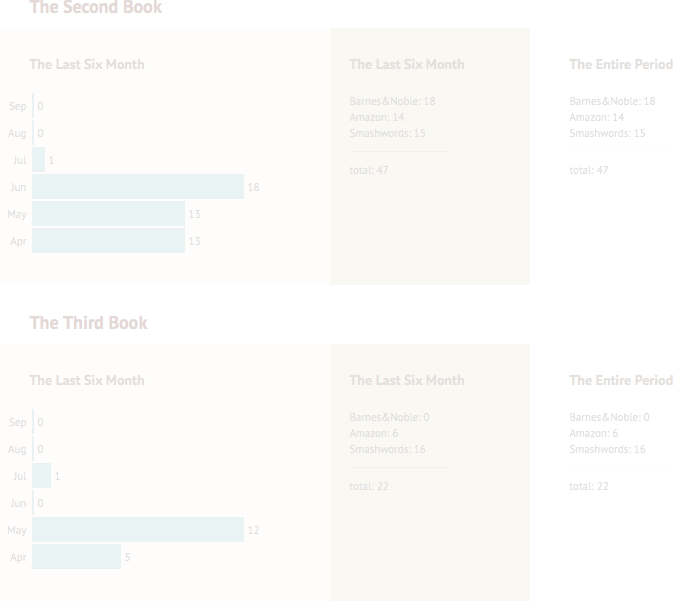 The Second Book
The Last Six Month
Sep 0
Aug 0
Jul 1
Jun 18
May 13
Apr 13
The Last Six Month
Barnes&Noble: 18
Amazon: 14
Smashwords: 15
total: 47
The Entire Period
Barnes&Noble: 18
Amazon: 14
Smashwords: 15
total: 47
The Third Book
The Last Six Month
Sep 0
Aug 0
Jul 1
Jun 0
May 12
Apr 5
The Last Six Month
Barnes&Noble: 0
Amazon: 6
Smashwords: 16
total: 22
The Entire Period
Barnes&Noble: 0
Amazon: 6
Smashwords: 16
total: 22